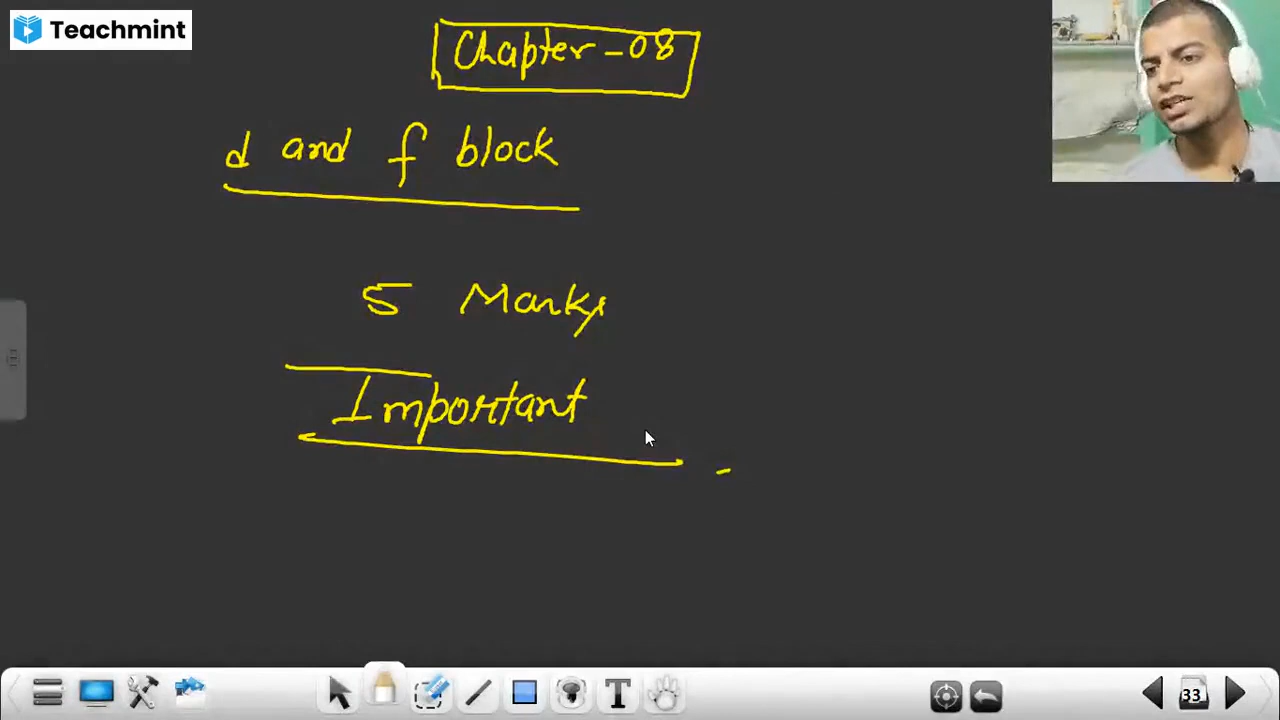 Teachmint
Chapter-08
d and f block
5 Marks
Important
33